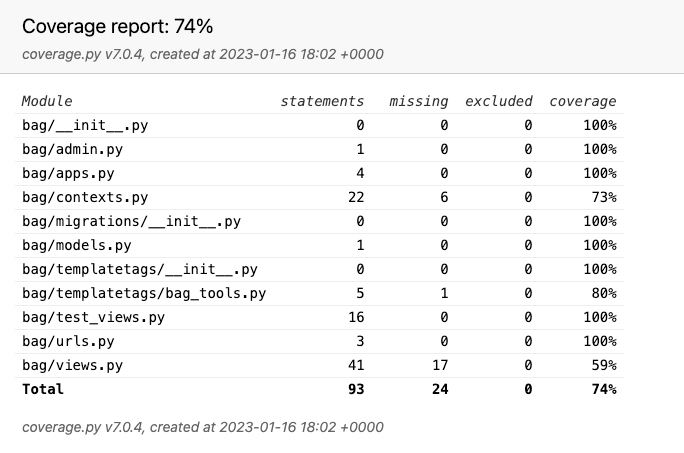 Coverage report: 74%
coverage.py v7.0.4, created at 2023-01-16 18:02 +0000
Module statements missing excluded coverage
bag/__init__.py 0 0 0 100%
bag/admin.py 1 0 0 100%
bag/apps.py 4 0 0 100%
bag/contexts.py 22 6 0 73%
bag/migrations/__init__.py 0 0 0 100%
bag/models.py 1 0 0 100%
bag/templatetags/__init__.py 0 0 0 100%
bag/templatetags/bag_tools.py 5 1 0 80%
bag/test_views.py 16 0 0 100%
bag/urls.py 3 0 0 100%
bag/views.py 41 17 0 59%
Total 93 24 0 74%
coverage.py v7.0.4, created at 2023-01-16 18:02 +0000